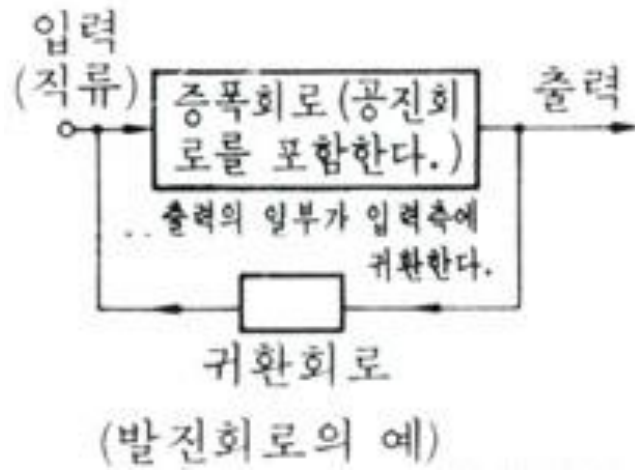 입력
(직류)
증폭회로(공진회
로를 포함한다.)
출력
출력의 일부가 입력측에
귀환한다.
귀환회로
(발진회로의 예)